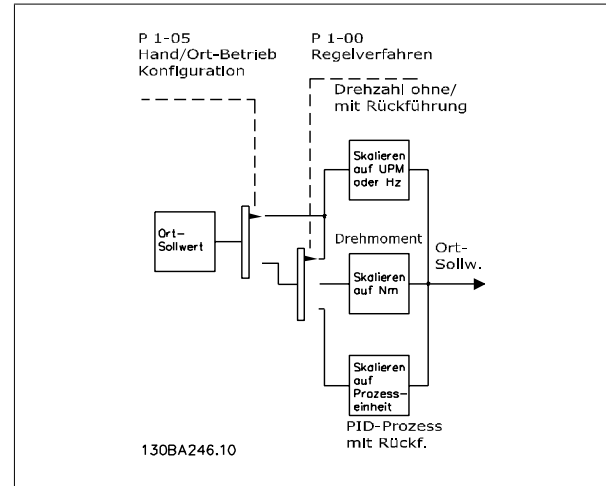 P 1-05
Hand/Ort-Betrieb
Konfiguration
P 1-00
Regelverfahren
Drehzahl ohne/
mit Rückführung
Skalieren
auf UPM
oder Hz
Ort-
Sollwert
Drehmoment
Skalieren
auf Nm
Ort-
Sollw.
Skalieren
auf
Prozess-
einheit
PID-Prozess
mit Rückf.
130BA246.10